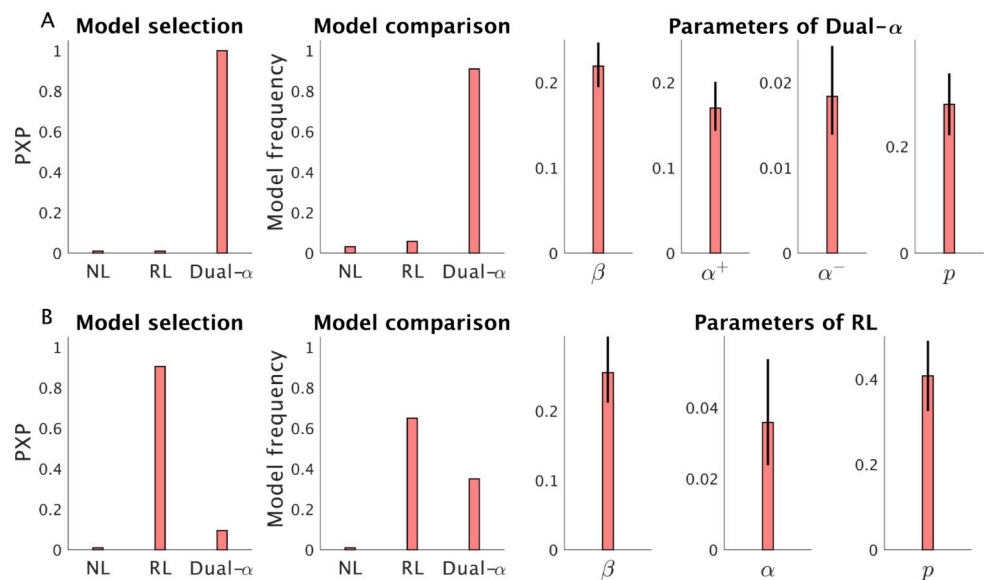 A
Model selection
PXP
1
0.8
0.6
0.4
0.2
0
NL RL Dual-α
Model comparison
Model frequency
1
0.8
0.6
0.4
0.2
0
NL RL Dual-α
Parameters of Dual-α
0.2
0.1
0
β
0.2
0.1
0
α⁺
0.02
0.01
0
α⁻
0.2
0
p
B
Model selection
PXP
1
0.8
0.6
0.4
0.2
0
NL RL Dual-α
Model comparison
Model frequency
1
0.8
0.6
0.4
0.2
0
NL RL Dual-α
Parameters of RL
0.2
0.1
0
β
0.04
0.02
0
α
0.4
0.2
0
p